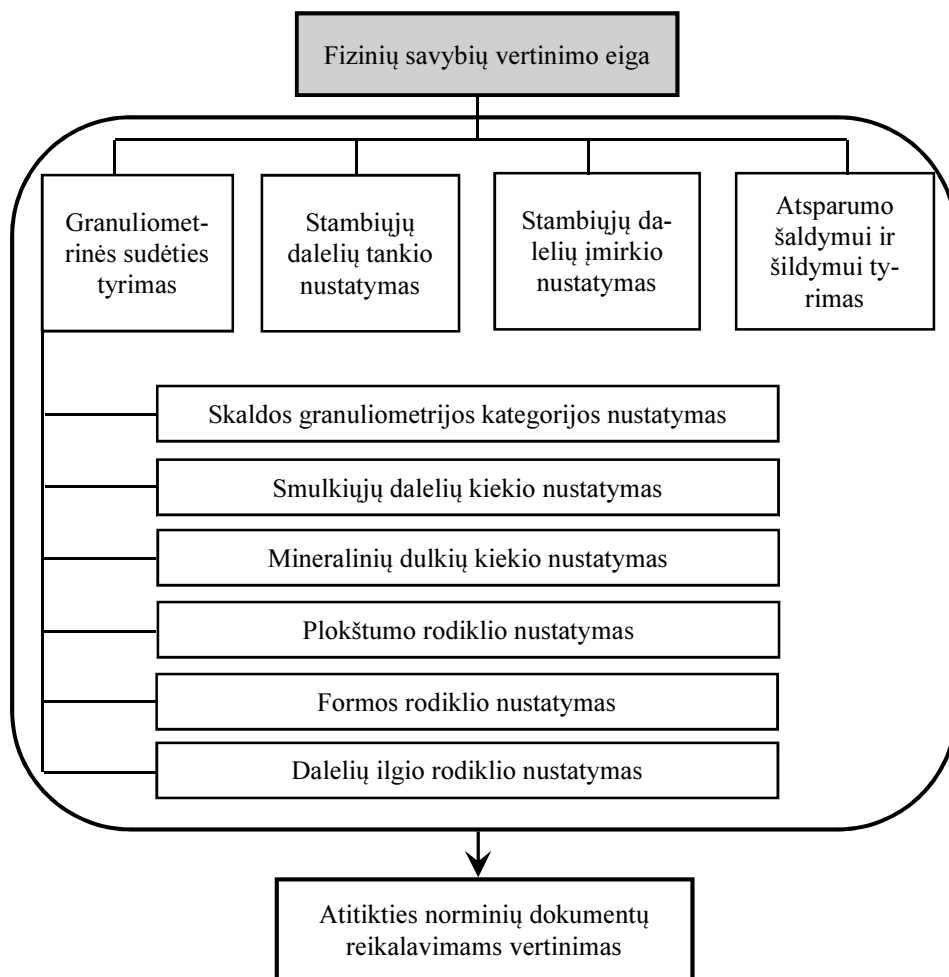 Fizinių savybių vertinimo eiga
Granuliomet-
rinės sudėties
tyrimas
Stambiųjų
dalelių tankio
nustatymas
Stambiųjų da-
lelių įmirkio
nustatymas
Atsparumo
šaldymui ir
šildymui ty-
rimas
Skaldos granuliometrijos kategorijos nustatymas
Smulkiųjų dalelių kiekio nustatymas
Mineralinių dulkių kiekio nustatymas
Plokštumo rodiklio nustatymas
Formos rodiklio nustatymas
Dalelių ilgio rodiklio nustatymas
Atitikties norminių dokumentų
reikalavimams vertinimas